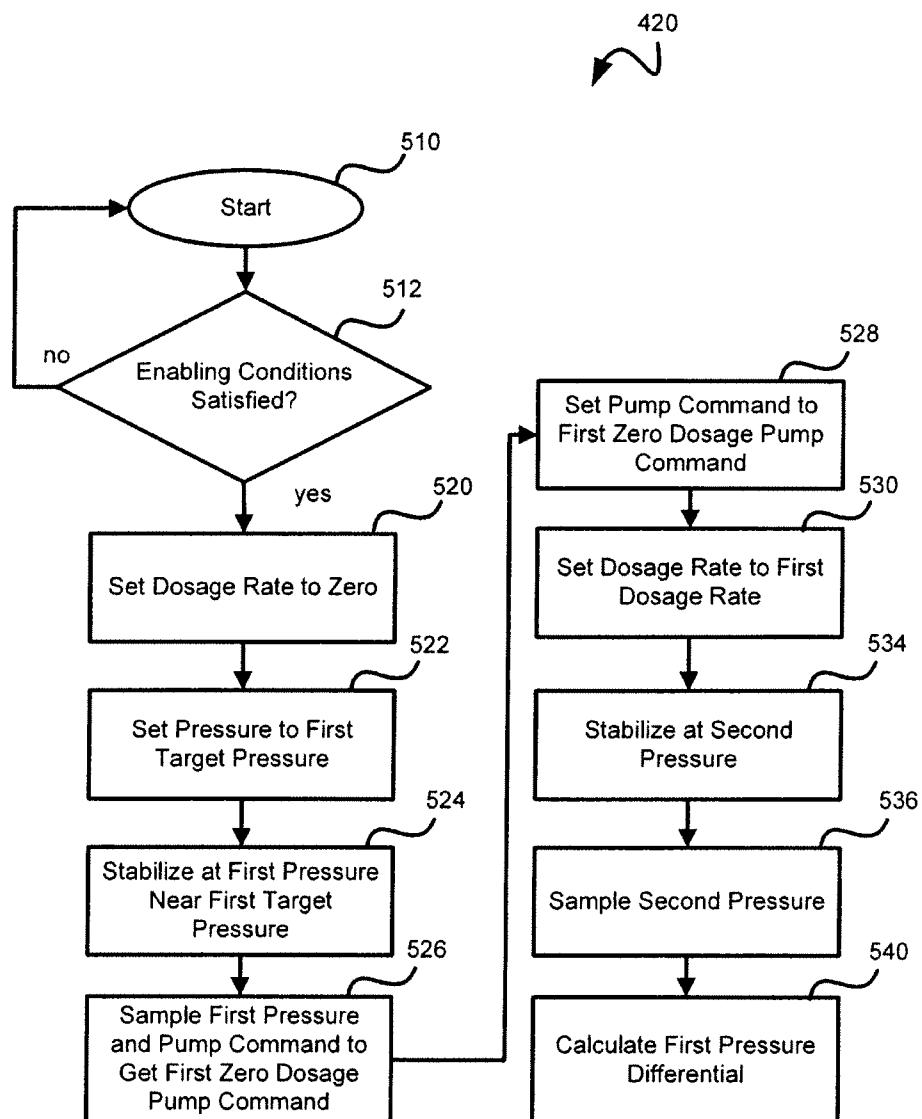 420
510
Start
512
no
Enabling Conditions
Satisfied?
yes
520
Set Dosage Rate to Zero
522
Set Pressure to First
Target Pressure
524
Stabilize at First Pressure
Near First Target
Pressure
526
Sample First Pressure
and Pump Command to
Get First Zero Dosage
Pump Command
528
Set Pump Command to
First Zero Dosage Pump
Command
530
Set Dosage Rate to First
Dosage Rate
534
Stabilize at Second
Pressure
536
Sample Second Pressure
540
Calculate First Pressure
Differential